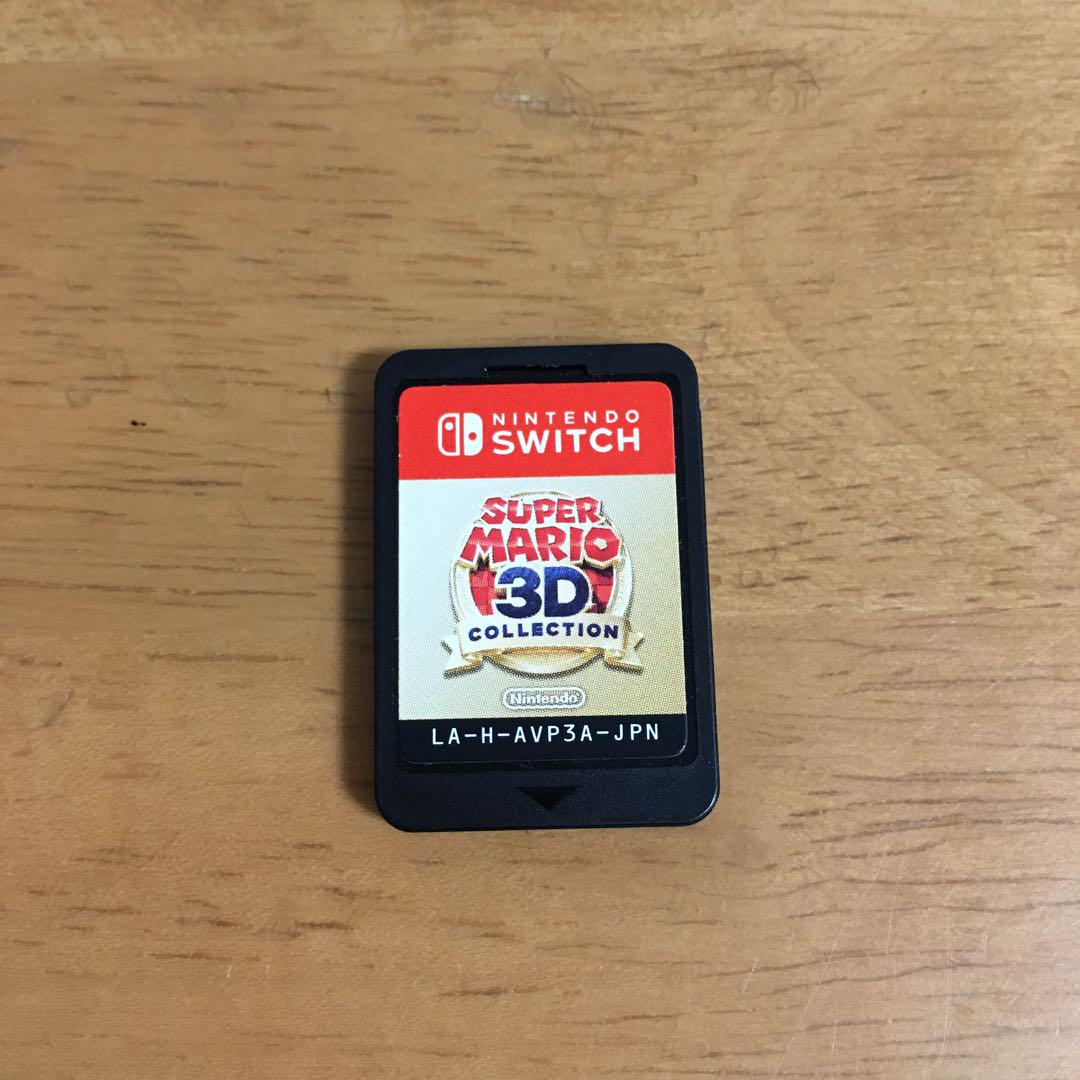 NINTENDO
SWITCH
SUPER
MARIO
3D
COLLECTION
Nintendo
LA-H-AVP3A-JPN